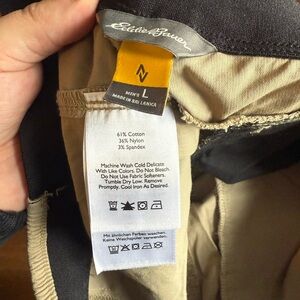 Eddie Bauer
MEN'S L
MADE IN SRI LANKA
61% Cotton
36% Nylon
3% Spandex
Machine Wash Cold Delicate
With Like Colors. Do Not Bleach.
Do Not Use Fabric Softeners.
Tumble Dry Low. Remove
Promptly. Cool Iron As Desired.
Mit ähnlichen Farben waschen.
Keine Weichspüler verwenden.